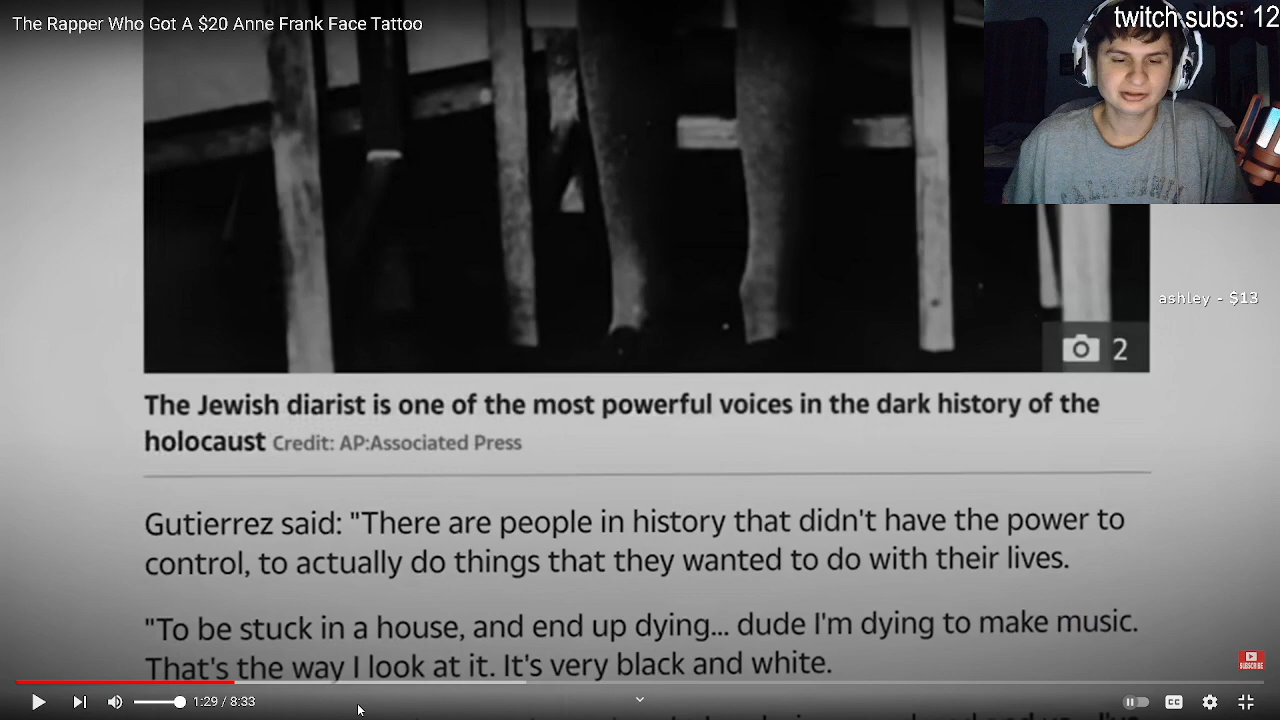 The Rapper Who Got A $20 Anne Frank Face Tattoo
twitch subs: 12
CALIFORNIA
ashley - $13
2
The Jewish diarist is one of the most powerful voices in the dark history of the
holocaust Credit: AP:Associated Press
Gutierrez said: "There are people in history that didn't have the power to
control, to actually do things that they wanted to do with their lives.
"To be stuck in a house, and end up dying... dude I'm dying to make music.
That's the way I look at it. It's very black and white.
SUBSCRIBE
1:29 / 8:33
CC